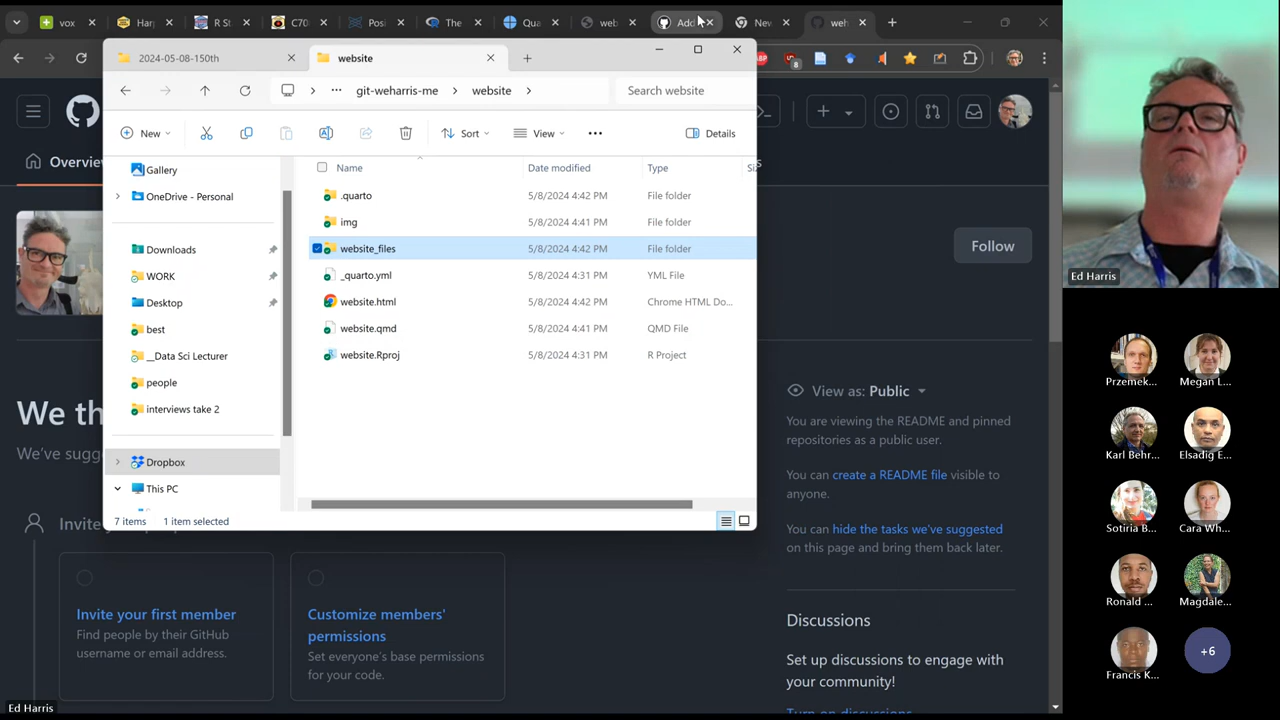 vox
Har
R St
C70
Posi
The
Qua
web
Add
New
weh
2024-05-08-150th
website
git-weharris-me
website
Search website
New
Sort
View
Details
Name
Date modified
Type
Gallery
OneDrive - Personal
Downloads
WORK
Desktop
best
__Data Sci Lecturer
people
interviews take 2
Dropbox
This PC
.quarto 5/8/2024 4:42 PM File folder
img 5/8/2024 4:41 PM File folder
website_files 5/8/2024 4:42 PM File folder
_quarto.yml 5/8/2024 4:31 PM YML File
website.html 5/8/2024 4:42 PM Chrome HTML Do...
website.qmd 5/8/2024 4:41 PM QMD File
website.Rproj 5/8/2024 4:31 PM R Project
7 items 1 item selected
Overvie
Follow
We th
We've sugg
View as: Public
You are viewing the README and pinned
repositories as a public user.
You can create a README file visible to
anyone.
You can hide the tasks we've suggested
on this page and bring them back later.
Invite your first member
Find people by their GitHub
username or email address.
Customize members'
permissions
Set everyone's base permissions
for your code.
Discussions
Set up discussions to engage with
your community!
Turn on discussions
Ed Harris
Ed Harris
Przemek...
Megan L...
Karl Behr...
Elsadig E...
Sotiria B...
Cara Wh...
Ronald ...
Magdale...
Francis K...
+6